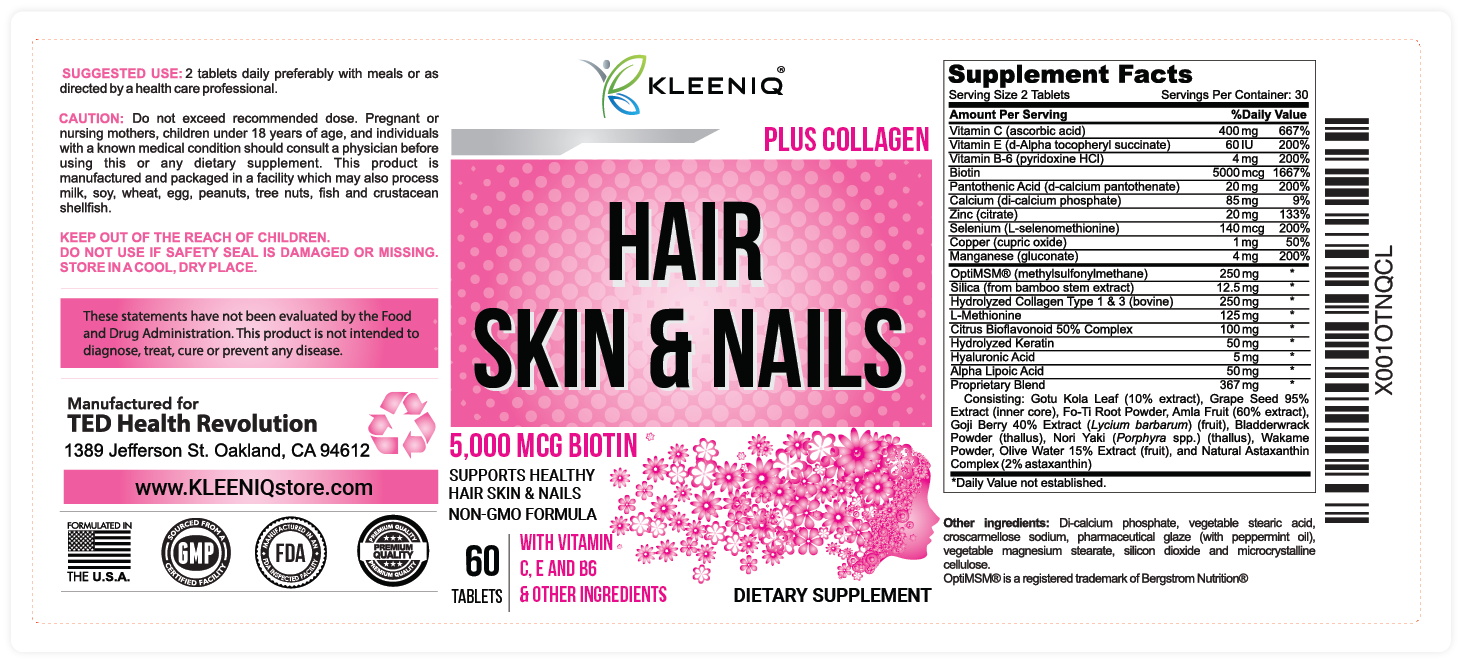 SUGGESTED USE: 2 tablets daily preferably with meals or as
directed by a health care professional.
CAUTION: Do not exceed recommended dose. Pregnant or
nursing mothers, children under 18 years of age, and individuals
with a known medical condition should consult a physician before
using this or any dietary supplement. This product is
manufactured and packaged in a facility which may also process
milk, soy, wheat, egg, peanuts, tree nuts, fish and crustacean
shellfish.
KEEP OUT OF THE REACH OF CHILDREN.
DO NOT USE IF SAFETY SEAL IS DAMAGED OR MISSING.
STORE IN A COOL, DRY PLACE.
These statements have not been evaluated by the Food
and Drug Administration. This product is not intended to
diagnose, treat, cure or prevent any disease.
Manufactured for
TED Health Revolution
1389 Jefferson St. Oakland, CA 94612
www.KLEENIQstore.com
FORMULATED IN
THE U.S.A.
SOURCED FROM A
GMP
CERTIFIED FACILITY
MANUFACTURED IN AN
FDA
FDA INSPECTED FACILITY
PREMIUM QUALITY
PREMIUM
QUALITY
PREMIUM QUALITY
KLEENIQ®
PLUS COLLAGEN
HAIR
SKIN & NAILS
5,000 MCG BIOTIN
SUPPORTS HEALTHY
HAIR SKIN & NAILS
NON-GMO FORMULA
60
TABLETS
WITH VITAMIN
C, E AND B6
& OTHER INGREDIENTS
DIETARY SUPPLEMENT
Supplement Facts
Serving Size 2 Tablets Servings Per Container: 30
Amount Per Serving %Daily Value
Vitamin C (ascorbic acid) 400 mg 667%
Vitamin E (d-Alpha tocopheryl succinate) 60 IU 200%
Vitamin B-6 (pyridoxine HCl) 4 mg 200%
Biotin 5000 mcg 1667%
Pantothenic Acid (d-calcium pantothenate) 20 mg 200%
Calcium (di-calcium phosphate) 85 mg 9%
Zinc (citrate) 20 mg 133%
Selenium (L-selenomethionine) 140 mcg 200%
Copper (cupric oxide) 1 mg 50%
Manganese (gluconate) 4 mg 200%
OptiMSM® (methylsulfonylmethane) 250 mg *
Silica (from bamboo stem extract) 12.5 mg *
Hydrolyzed Collagen Type 1 & 3 (bovine) 250 mg *
L-Methionine 125 mg *
Citrus Bioflavonoid 50% Complex 100 mg *
Hydrolyzed Keratin 50 mg *
Hyaluronic Acid 5 mg *
Alpha Lipoic Acid 50 mg *
Proprietary Blend 367 mg *
Consisting: Gotu Kola Leaf (10% extract), Grape Seed 95%
Extract (inner core), Fo-Ti Root Powder, Amla Fruit (60% extract),
Goji Berry 40% Extract (Lycium barbarum) (fruit), Bladderwrack
Powder (thallus), Nori Yaki (Porphyra spp.) (thallus), Wakame
Powder, Olive Water 15% Extract (fruit), and Natural Astaxanthin
Complex (2% astaxanthin)
*Daily Value not established.
Other ingredients: Di-calcium phosphate, vegetable stearic acid,
croscarmellose sodium, pharmaceutical glaze (with peppermint oil),
vegetable magnesium stearate, silicon dioxide and microcrystalline
cellulose.
OptiMSM® is a registered trademark of Bergstrom Nutrition®
X001OTNQCL